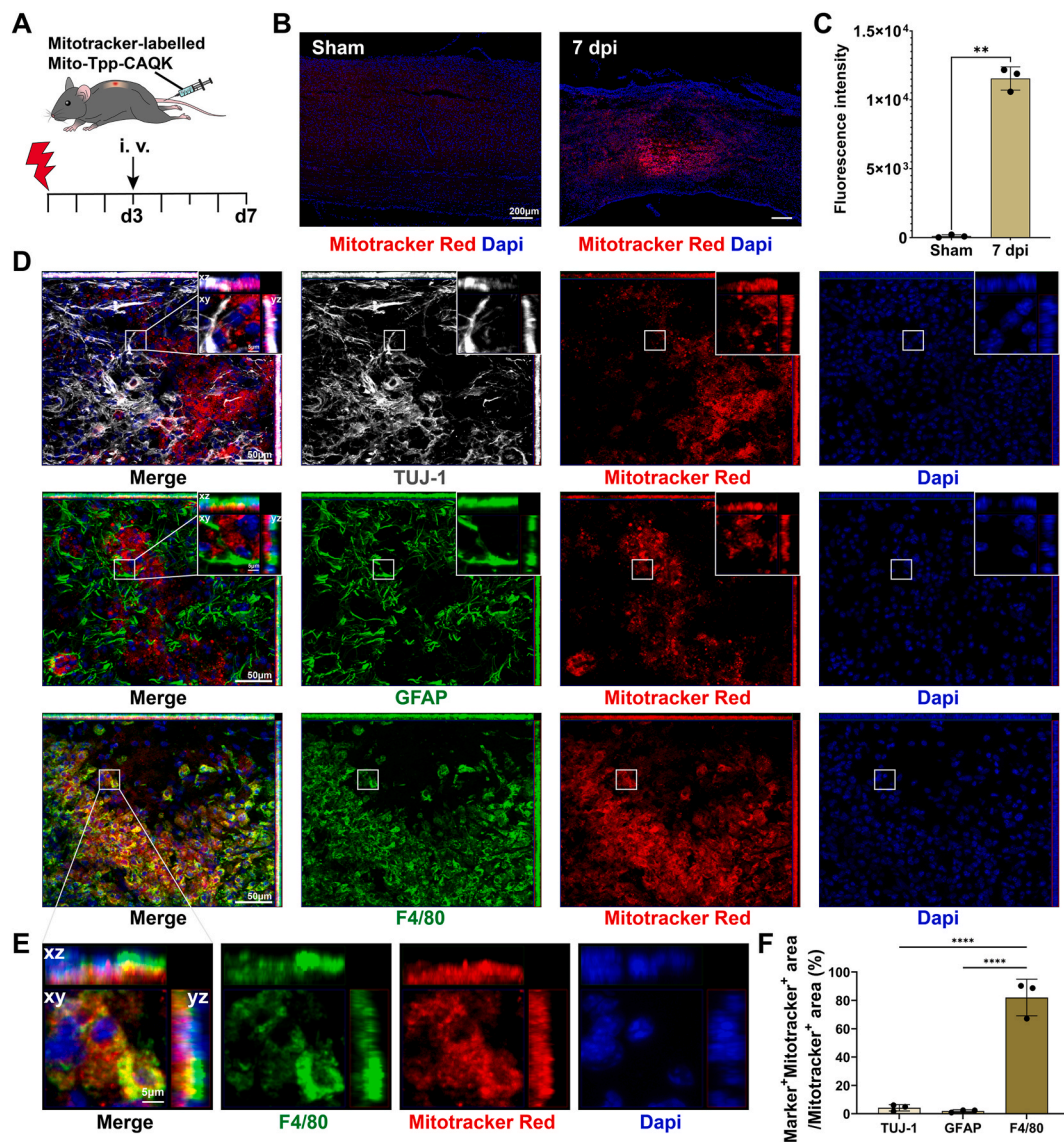 A
Mitotracker-labelled
Mito-Tpp-CAQK
i. v.
d3
d7
B
Sham
200μm
Mitotracker Red Dapi
7 dpi
Mitotracker Red Dapi
C
Fluorescence intensity
1.5×10⁴
1×10⁴
5×10³
0
**
Sham
7 dpi
D
xz
xy
yz
5μm
50μm
Merge
TUJ-1
Mitotracker Red
Dapi
xz
xy
yz
5μm
50μm
Merge
GFAP
Mitotracker Red
Dapi
50μm
Merge
F4/80
Mitotracker Red
Dapi
E
xz
xy
yz
5μm
Merge
F4/80
Mitotracker Red
Dapi
F
Marker⁺Mitotracker⁺ area
/Mitotracker⁺ area (%)
100
80
60
40
20
0
****
****
TUJ-1
GFAP
F4/80